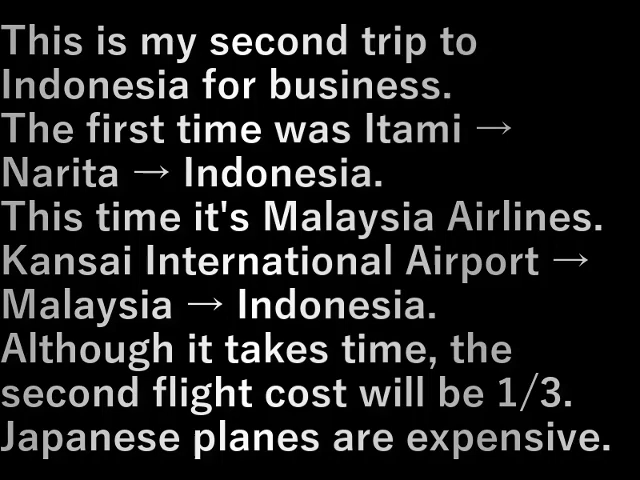 This is my second trip to
Indonesia for business.
The first time was Itami →
Narita → Indonesia.
This time it's Malaysia Airlines.
Kansai International Airport →
Malaysia → Indonesia.
Although it takes time, the
second flight cost will be 1/3.
Japanese planes are expensive.